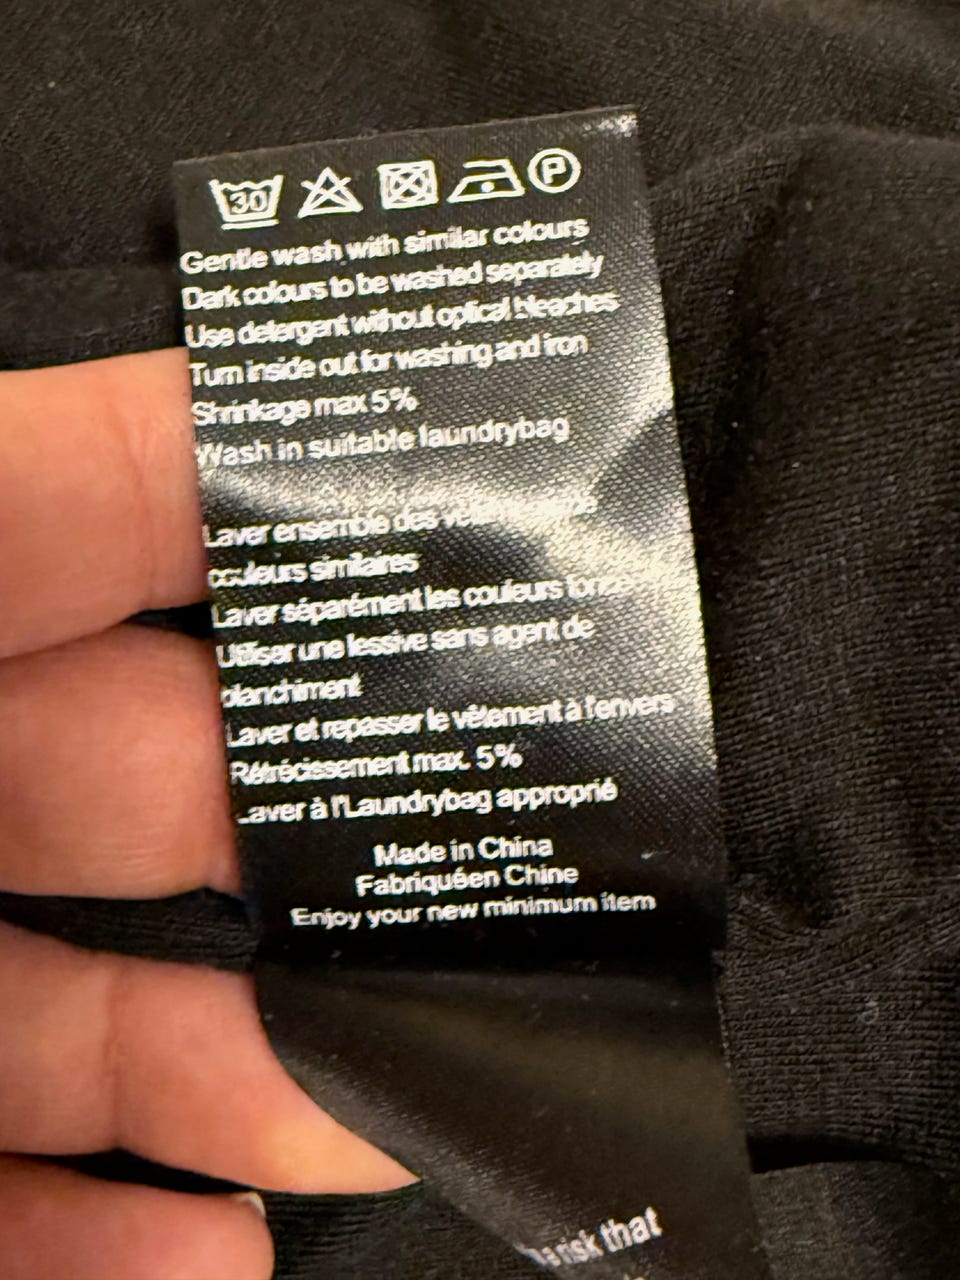 30 P
Gentle wash with similar colours
Dark colours to be washed separately
Use detergent without optical bleaches
Turn inside out for washing and iron
Shrinkage max 5%
Wash in suitable laundrybag
Laver ensemble des de
couleurs similaires
Laver séparément les couleurs
Utiliser une lessive sans agent de
planchiment
Laver et repasser le vêtement à l'envers
Rétrécissement max. 5%
Laver à l'Laundrybag approprié
Made in China
Fabriquéen Chine
Enjoy your new minimum item
risk that